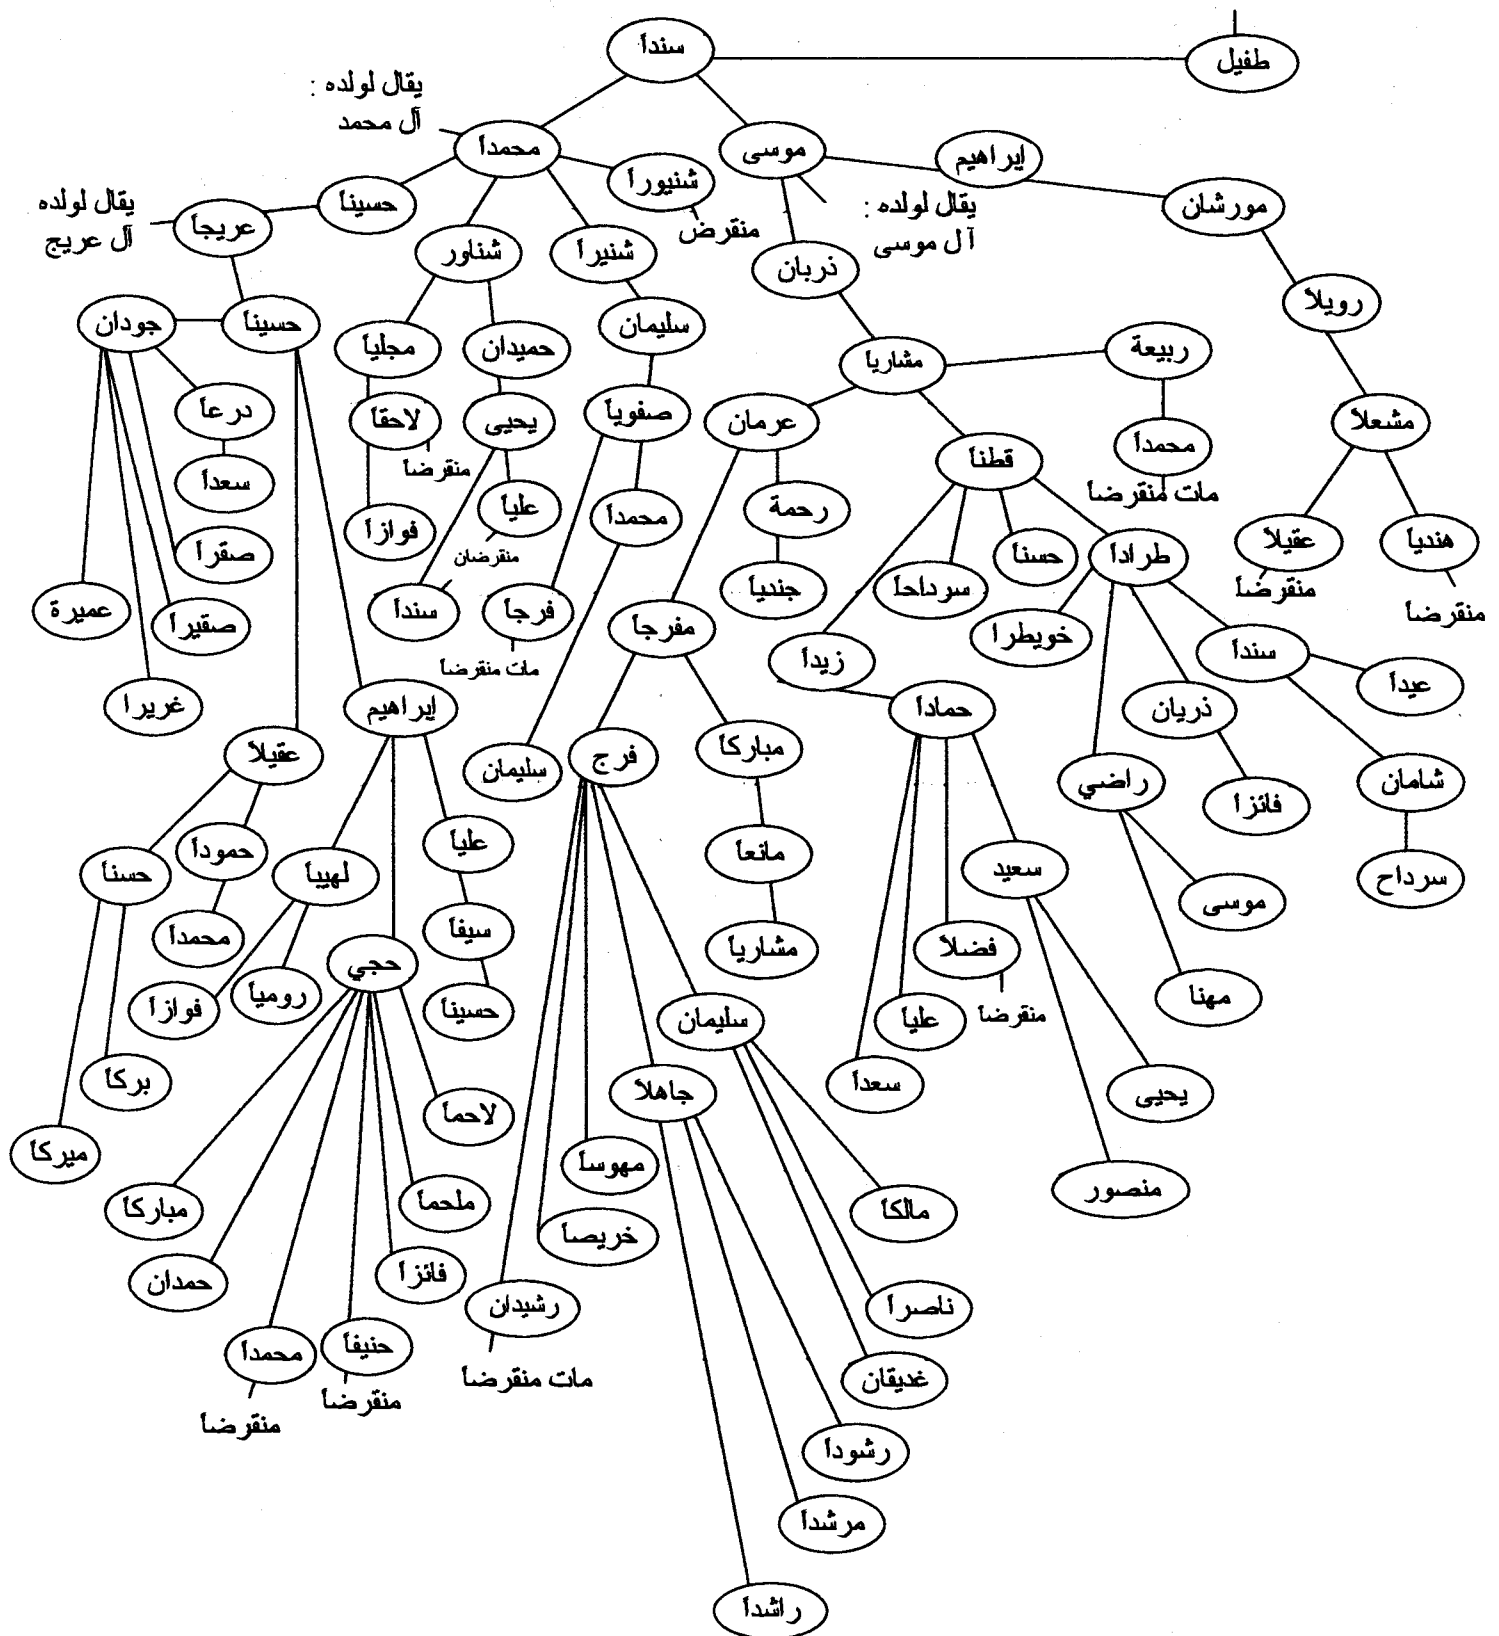 سنداً
طفيل
يقال لولده :
آل محمد
محمداً
موسى
إبراهيم
شنيوراً
منقرض
مورشان
حسيناً
عريجاً
يقال لولده
آل عريج
يقال لولده :
آل موسى
شناور
شنيراً
ذربان
رويلاً
جودان
حسيناً
مجلياً
حميدان
سليمان
مشارياً
ربيعة
درعاً
لاحقاً
منقرضاً
يحيى
صفوياً
عرمان
قطناً
محمداً
مات منقرضاً
مشعلاً
سعداً
علياً
منقرضان
محمداً
رحمة
صقراً
فوازاً
حسناً
طراداً
عقيلاً
منقرضاً
هندياً
منقرضاً
عميرة
صقيراً
سنداً
فرجاً
مات منقرضاً
جندياً
سرداحاً
مفرجاً
خويطراً
سنداً
زيداً
عيداً
غريراً
إبراهيم
حماداً
ذربان
عقيلاً
سليمان
فرج
مباركاً
راضي
فائزاً
شامان
حموداً
علياً
مانعاً
سعيد
سرداح
حسناً
لهيباً
موسى
محمداً
سيفاً
مشارياً
فضلاً
منقرضاً
حجي
مهنا
فوازاً
رومياً
حسيناً
سليمان
علياً
بركاً
سعداً
جاهلاً
يحيى
لاحماً
ميركاً
مهوساً
منصور
مباركاً
ملحماً
خريصاً
مالكاً
حمدان
فائزاً
رشيدان
مات منقرضاً
ناصراً
محمداً
منقرضاً
حنيفاً
منقرضاً
غديقان
رشوداً
مرشداً
راشداً